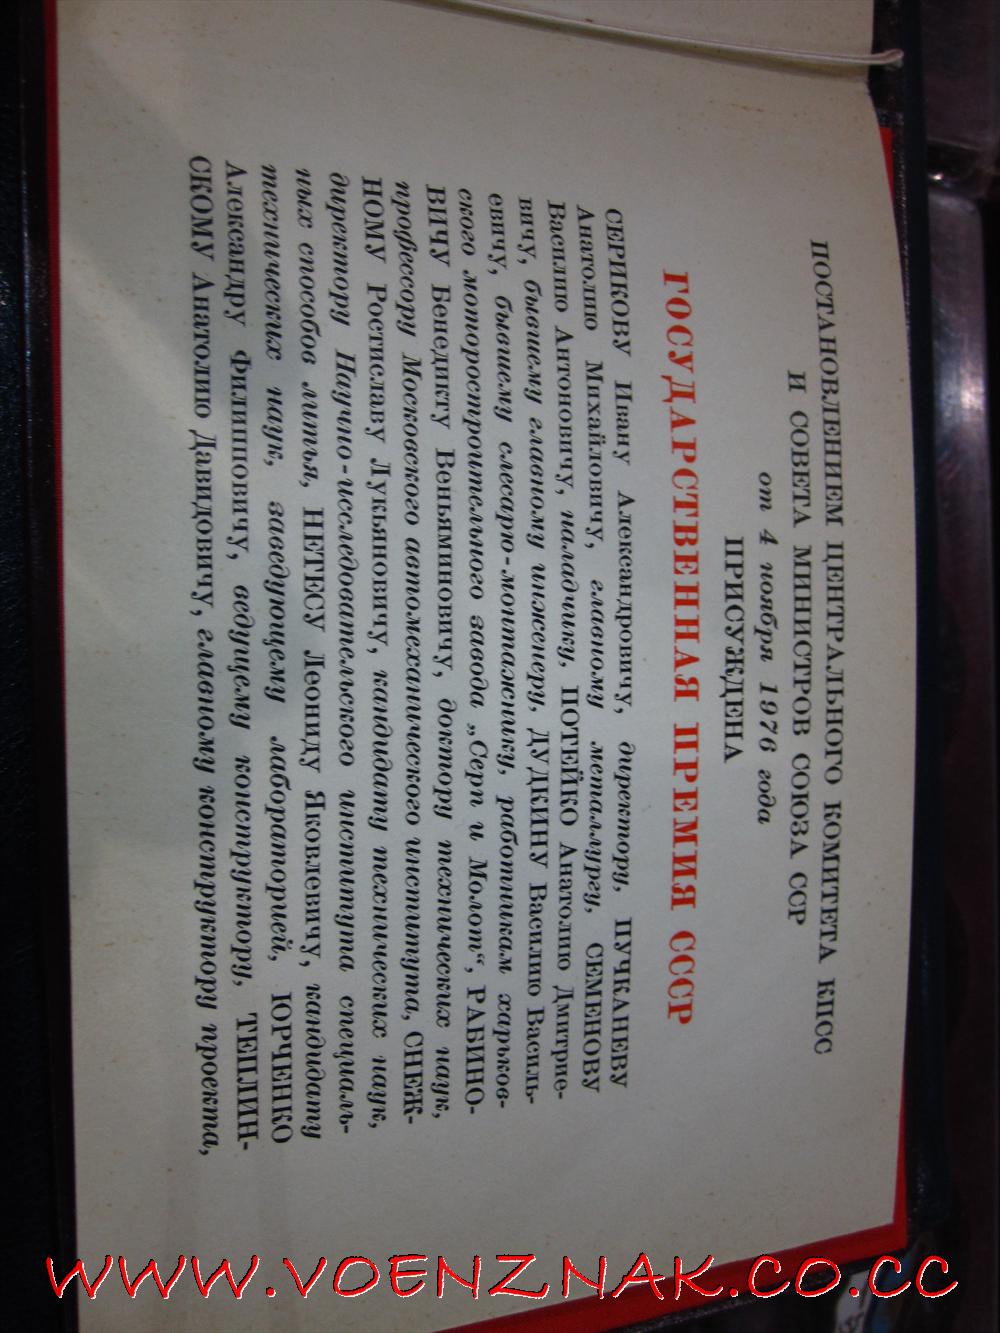 ПОСТАНОВЛЕНИЕМ ЦЕНТРАЛЬНОГО КОМИТЕТА КПСС
И СОВЕТА МИНИСТРОВ СОЮЗА ССР
от 4 ноября 1976 года
ПРИСУЖДЕНА
ГОСУДАРСТВЕННАЯ ПРЕМИЯ СССР
СЕРИКОВУ Ивану Александровичу, директору, ПУЧКАНЕВУ
Анатолию Михайловичу, главному металлургу, СЕМЕНОВУ
Василию Антоновичу, наладчику, ПОТЕЙКО Анатолию Дмитрие-
вичу, бывшему главному инженеру, ДУДКИНУ Василию Василь-
евичу, бывшему слесарю-монтажнику, работникам харьков-
ского моторостроительного завода „Серп и Молот“, РАБИНО-
ВИЧУ Бенедикту Веньяминовичу, доктору технических наук,
профессору Московского автомеханического института, СНЕЖ-
НОМУ Ростиславу Лукьяновичу, кандидату технических наук,
директору Научно-исследовательского института специаль-
ных способов литья, НЕТЕСУ Леониду Яковлевичу, кандидату
технических наук, заведующему лабораторией, ЮРЧЕНКО
Александру Филипповичу, ведущему конструктору, ТЕПЛИН-
СКОМУ Анатолию Давидовичу, главному конструктору проекта,
WWW.VOENZNAK.CO.CC